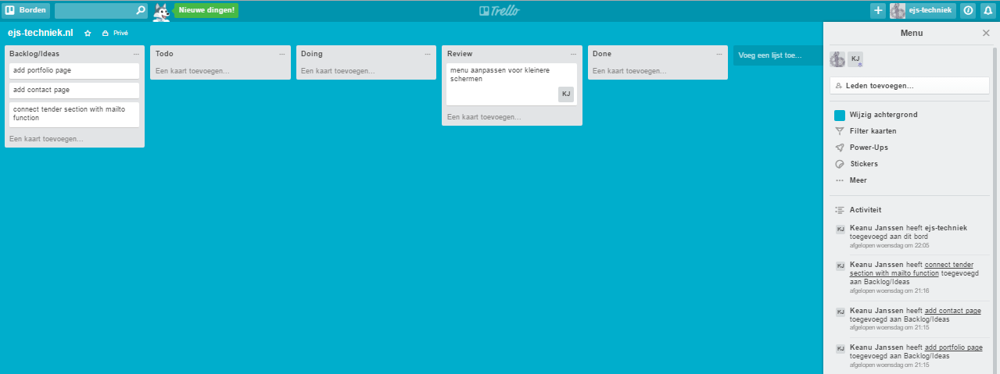 Borden
Nieuwe dingen!
Trello
ejs-techniek
ejs-techniek.nl
Privé
Menu
Backlog/Ideas
add portfolio page
add contact page
connect tender section with mailto
function
Een kaart toevoegen...
Todo
Een kaart toevoegen...
Doing
Een kaart toevoegen...
Review
menu aanpassen voor kleinere
schermen
KJ
Een kaart toevoegen...
Done
Een kaart toevoegen...
Voeg een lijst toe...
KJ
Leden toevoegen...
Wijzig achtergrond
Filter kaarten
Power-Ups
Stickers
Meer
Activiteit
KJ
Keanu Janssen heeft ejs-techniek
toegevoegd aan dit bord
afgelopen woensdag om 22:05
KJ
Keanu Janssen heeft connect tender
section with mailto function toegevoegd
aan Backlog/Ideas
afgelopen woensdag om 21:16
KJ
Keanu Janssen heeft add contact page
toegevoegd aan Backlog/Ideas
afgelopen woensdag om 21:15
KJ
Keanu Janssen heeft add portfolio page
toegevoegd aan Backlog/Ideas
afgelopen woensdag om 21:15